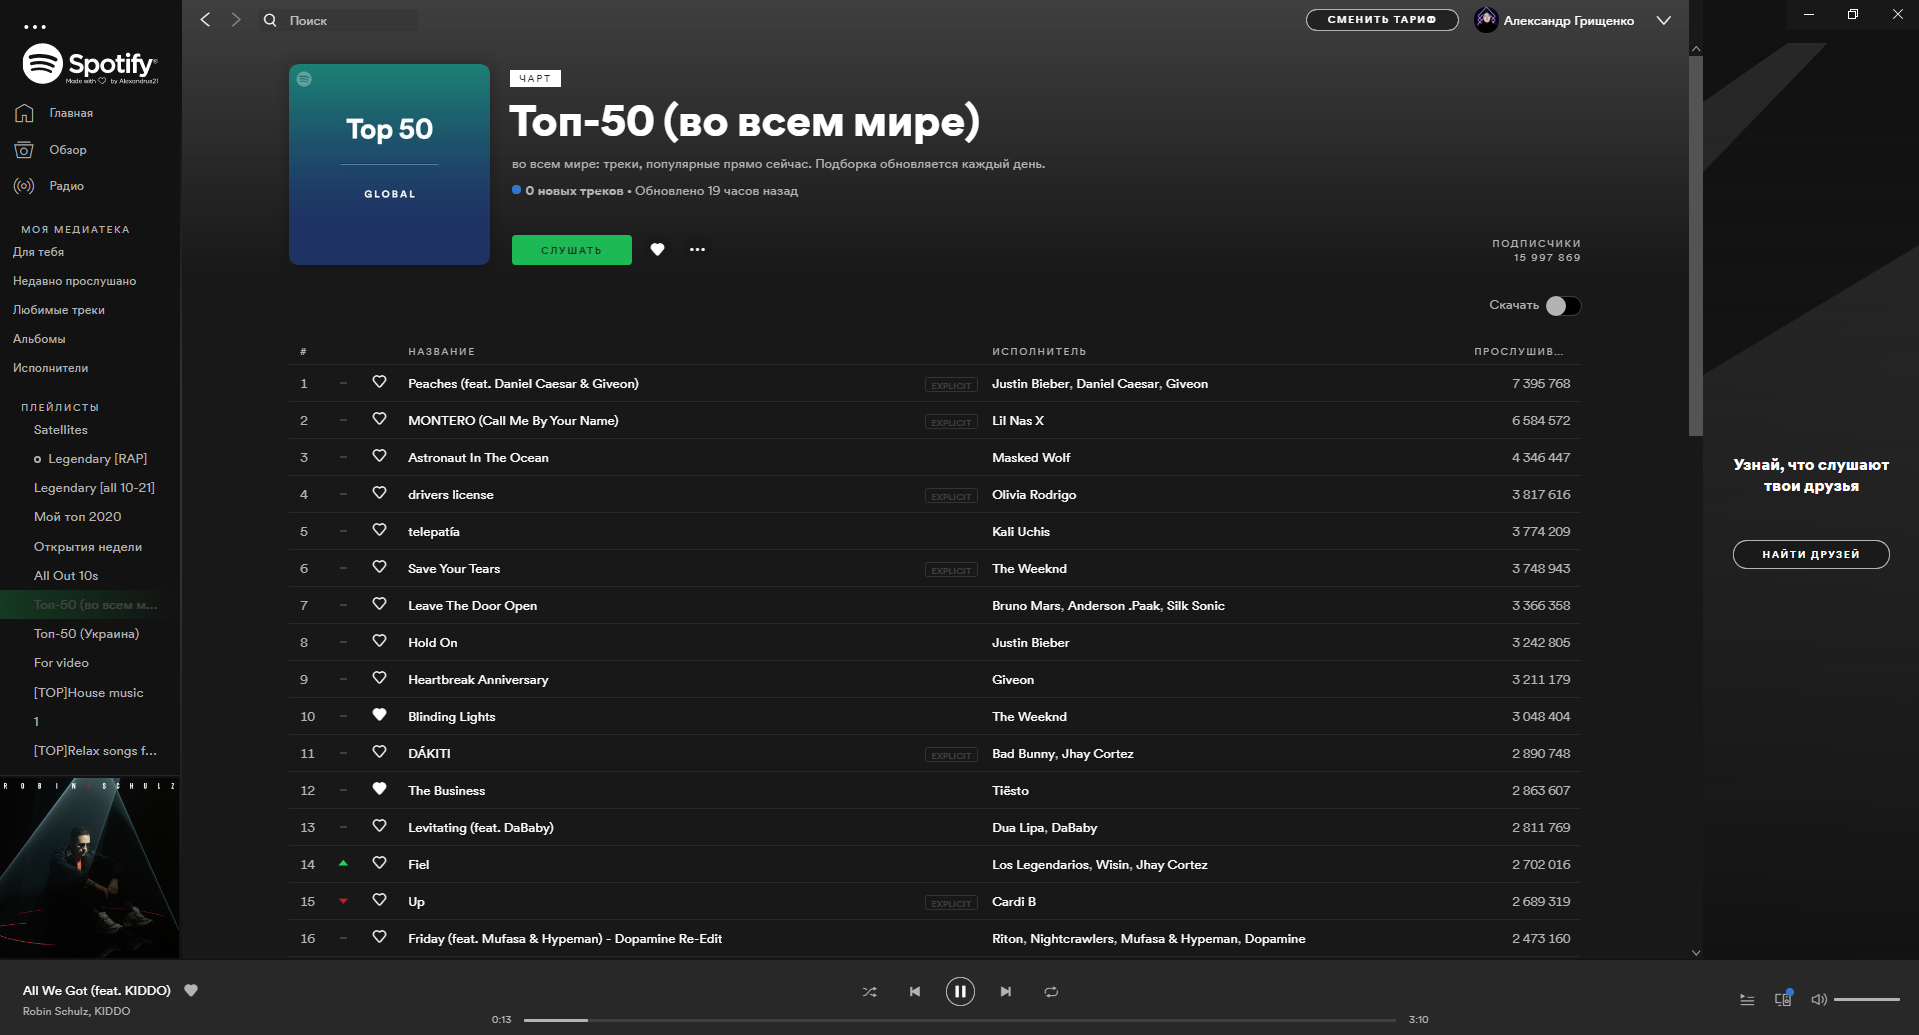 Поиск
СМЕНИТЬ ТАРИФ
Александр Грищенко
Spotify
Made with ♡ by Alexandrus21
Главная
Обзор
Радио
МОЯ МЕДИАТЕКА
Для тебя
Недавно прослушано
Любимые треки
Альбомы
Исполнители
ПЛЕЙЛИСТЫ
Satellites
Legendary [RAP]
Legendary [all 10-21]
Мой топ 2020
Открытия недели
All Out 10s
Топ-50 (во всем м...
Топ-50 (Украина)
For video
[TOP]House music
1
[TOP]Relax songs f...
ROBIN SCHULZ
Top 50
GLOBAL
ЧАРТ
Топ-50 (во всем мире)
во всем мире: треки, популярные прямо сейчас. Подборка обновляется каждый день.
0 новых треков • Обновлено 19 часов назад
СЛУШАТЬ
ПОДПИСЧИКИ
15 997 869
Скачать
# НАЗВАНИЕ ИСПОЛНИТЕЛЬ ПРОСЛУШИВ...
1 Peaches (feat. Daniel Caesar & Giveon) EXPLICIT Justin Bieber, Daniel Caesar, Giveon 7 395 768
2 MONTERO (Call Me By Your Name) EXPLICIT Lil Nas X 6 584 572
3 Astronaut In The Ocean Masked Wolf 4 346 447
4 drivers license EXPLICIT Olivia Rodrigo 3 817 616
5 telepatía Kali Uchis 3 774 209
6 Save Your Tears EXPLICIT The Weeknd 3 748 943
7 Leave The Door Open Bruno Mars, Anderson .Paak, Silk Sonic 3 366 358
8 Hold On Justin Bieber 3 242 805
9 Heartbreak Anniversary Giveon 3 211 179
10 Blinding Lights The Weeknd 3 048 404
11 DÁKITI EXPLICIT Bad Bunny, Jhay Cortez 2 890 748
12 The Business Tiësto 2 863 607
13 Levitating (feat. DaBaby) Dua Lipa, DaBaby 2 811 769
14 Fiel Los Legendarios, Wisin, Jhay Cortez 2 702 016
15 Up EXPLICIT Cardi B 2 689 319
16 Friday (feat. Mufasa & Hypeman) - Dopamine Re-Edit Riton, Nightcrawlers, Mufasa & Hypeman, Dopamine 2 473 160
Узнай, что слушают
твои друзья
НАЙТИ ДРУЗЕЙ
All We Got (feat. KIDDO)
Robin Schulz, KIDDO
0:13
3:10